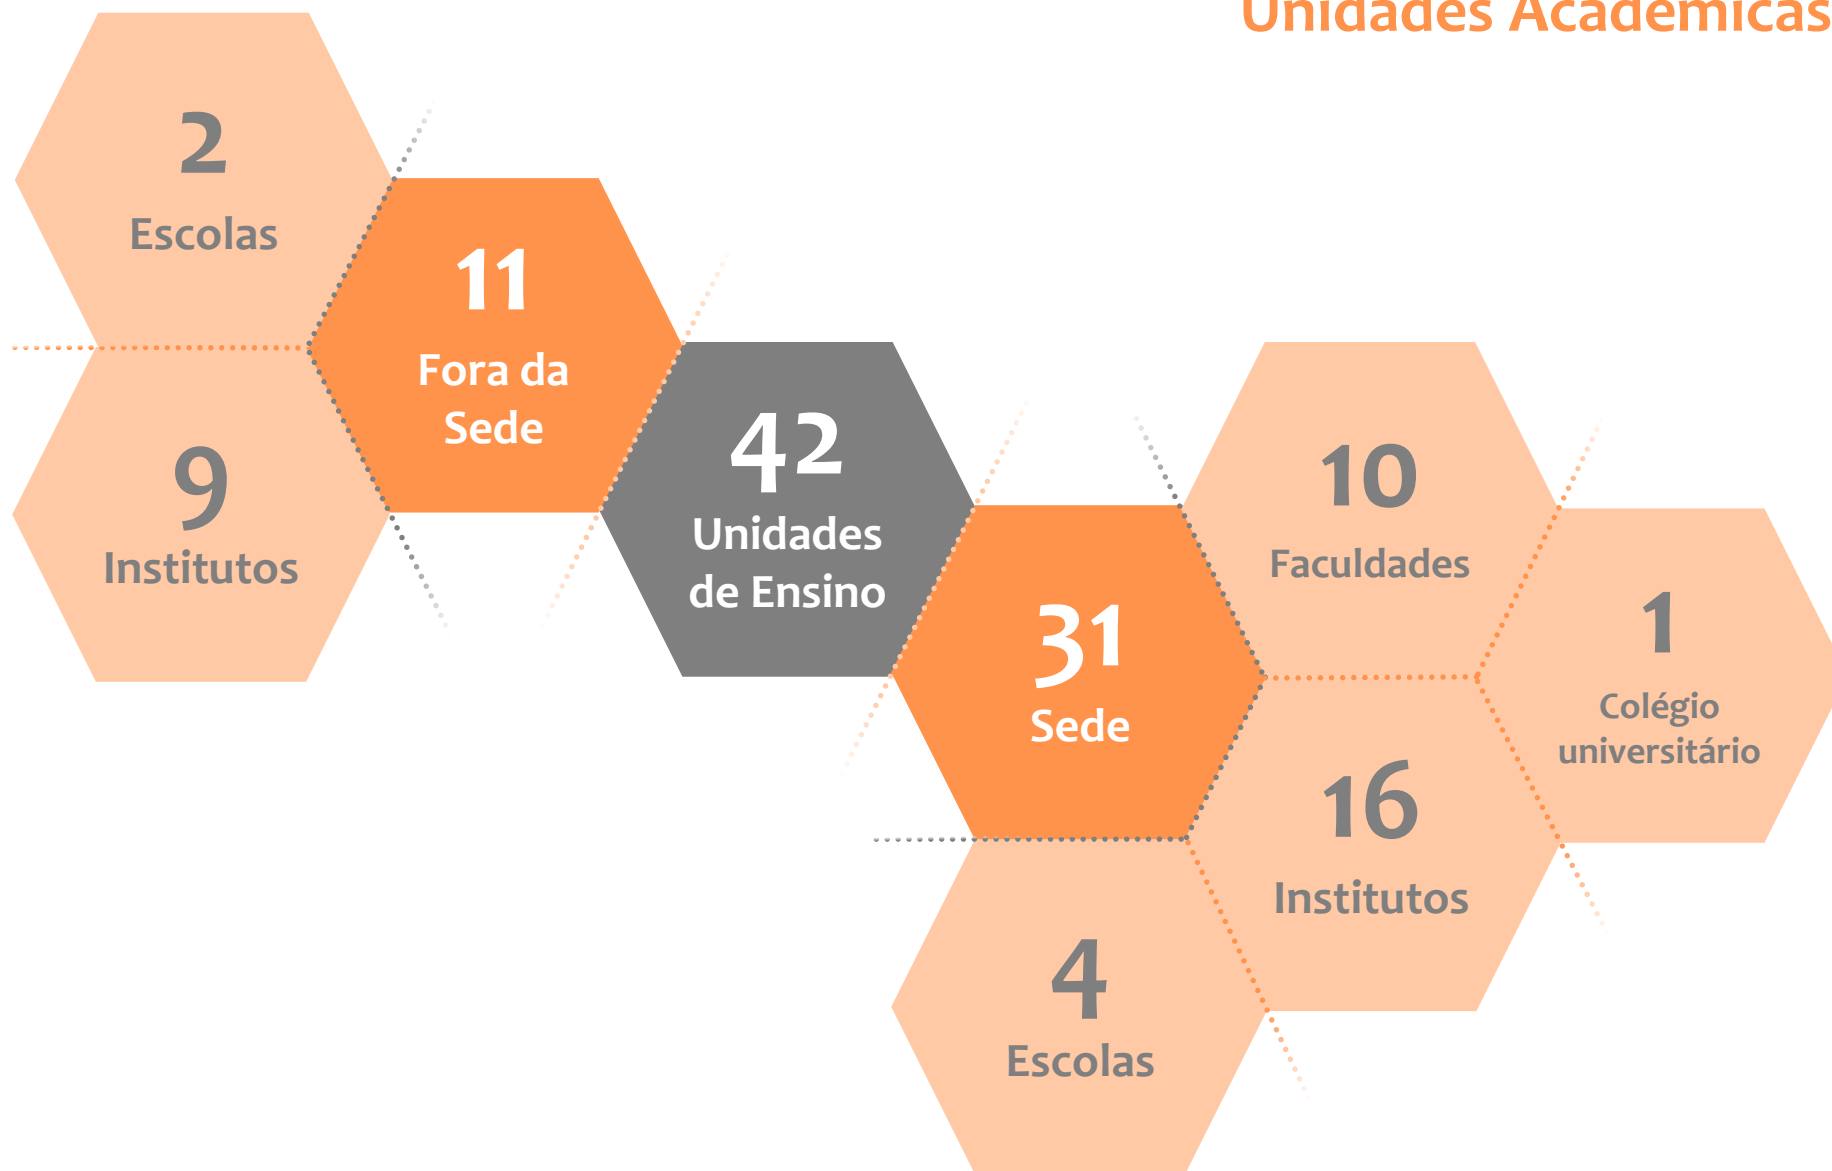 Unidades Acadêmicas
2
Escolas
11
Fora da
Sede
9
Institutos
42
Unidades
de Ensino
31
Sede
10
Faculdades
1
Colégio
universitário
16
Institutos
4
Escolas